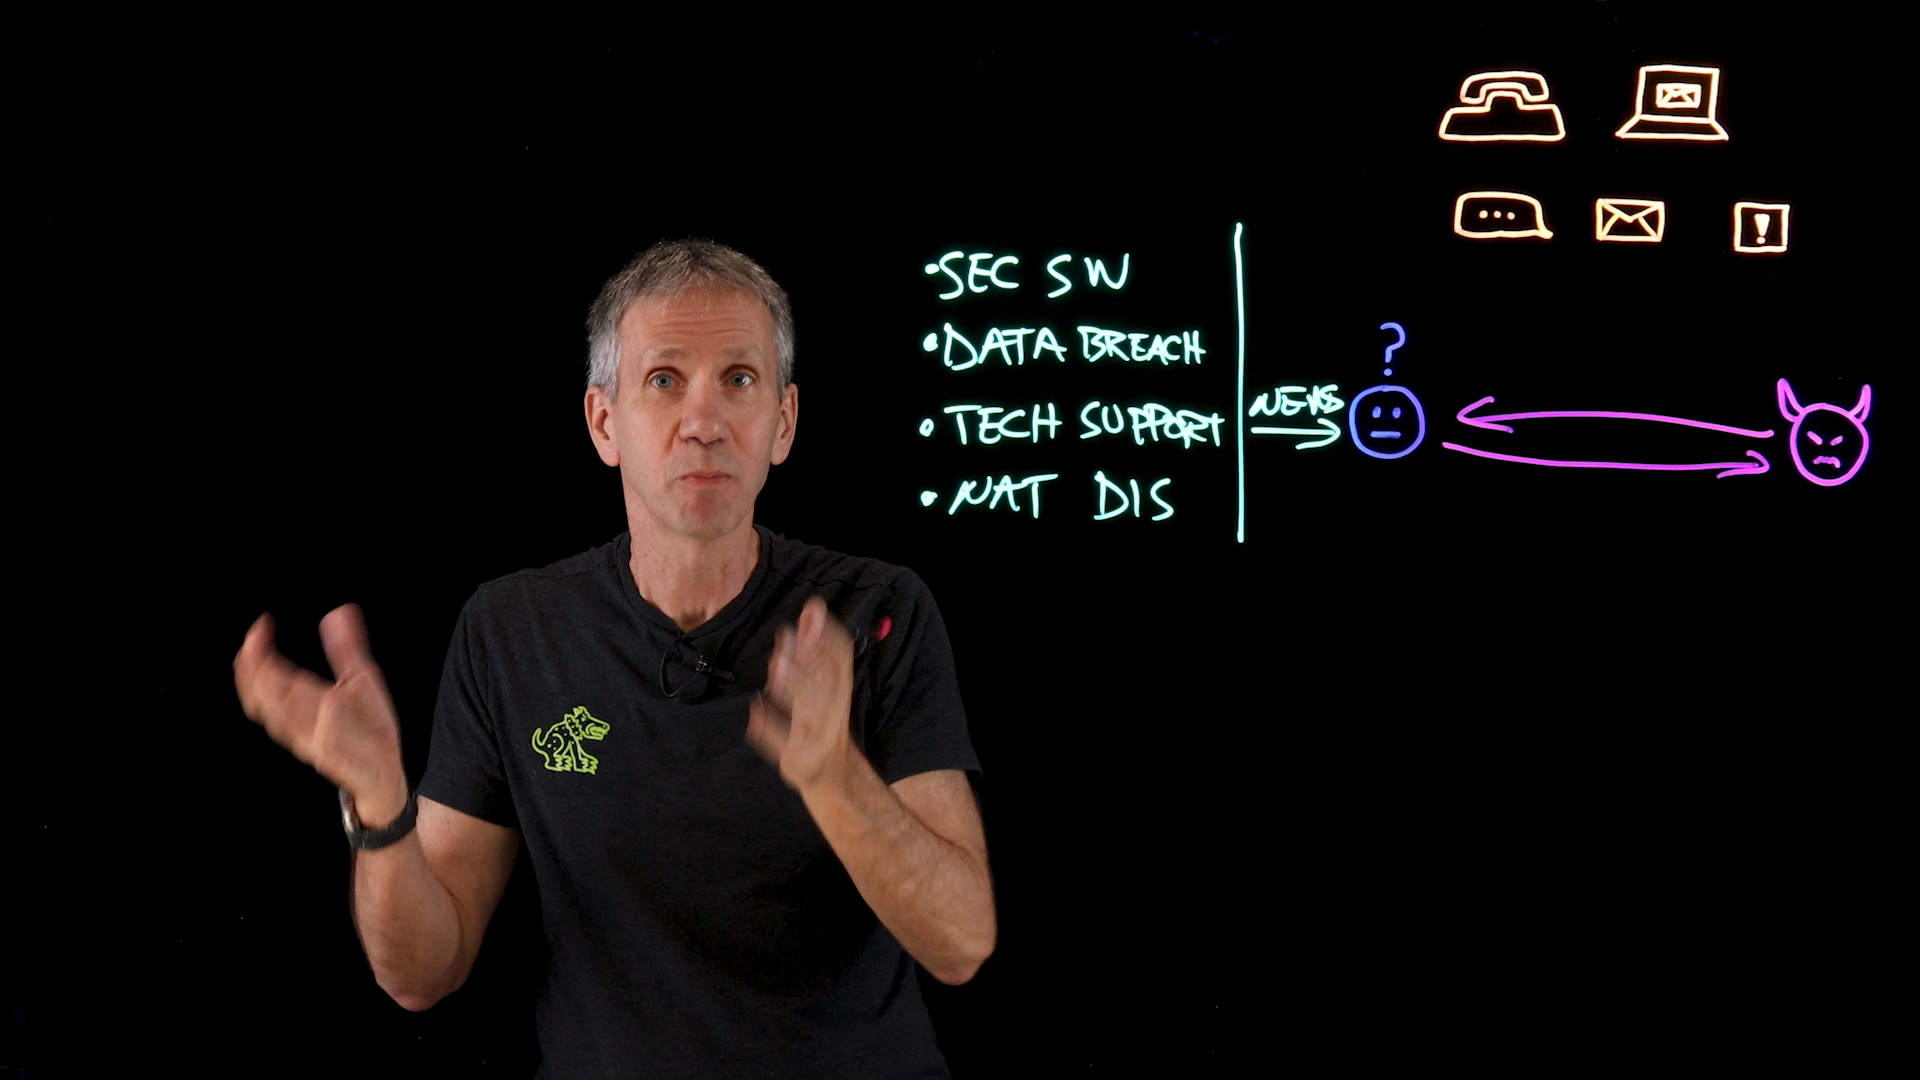 •SEC SW
•DATA BREACH
•TECH SUPPORT
•NAT DIS
NEWS
?
!